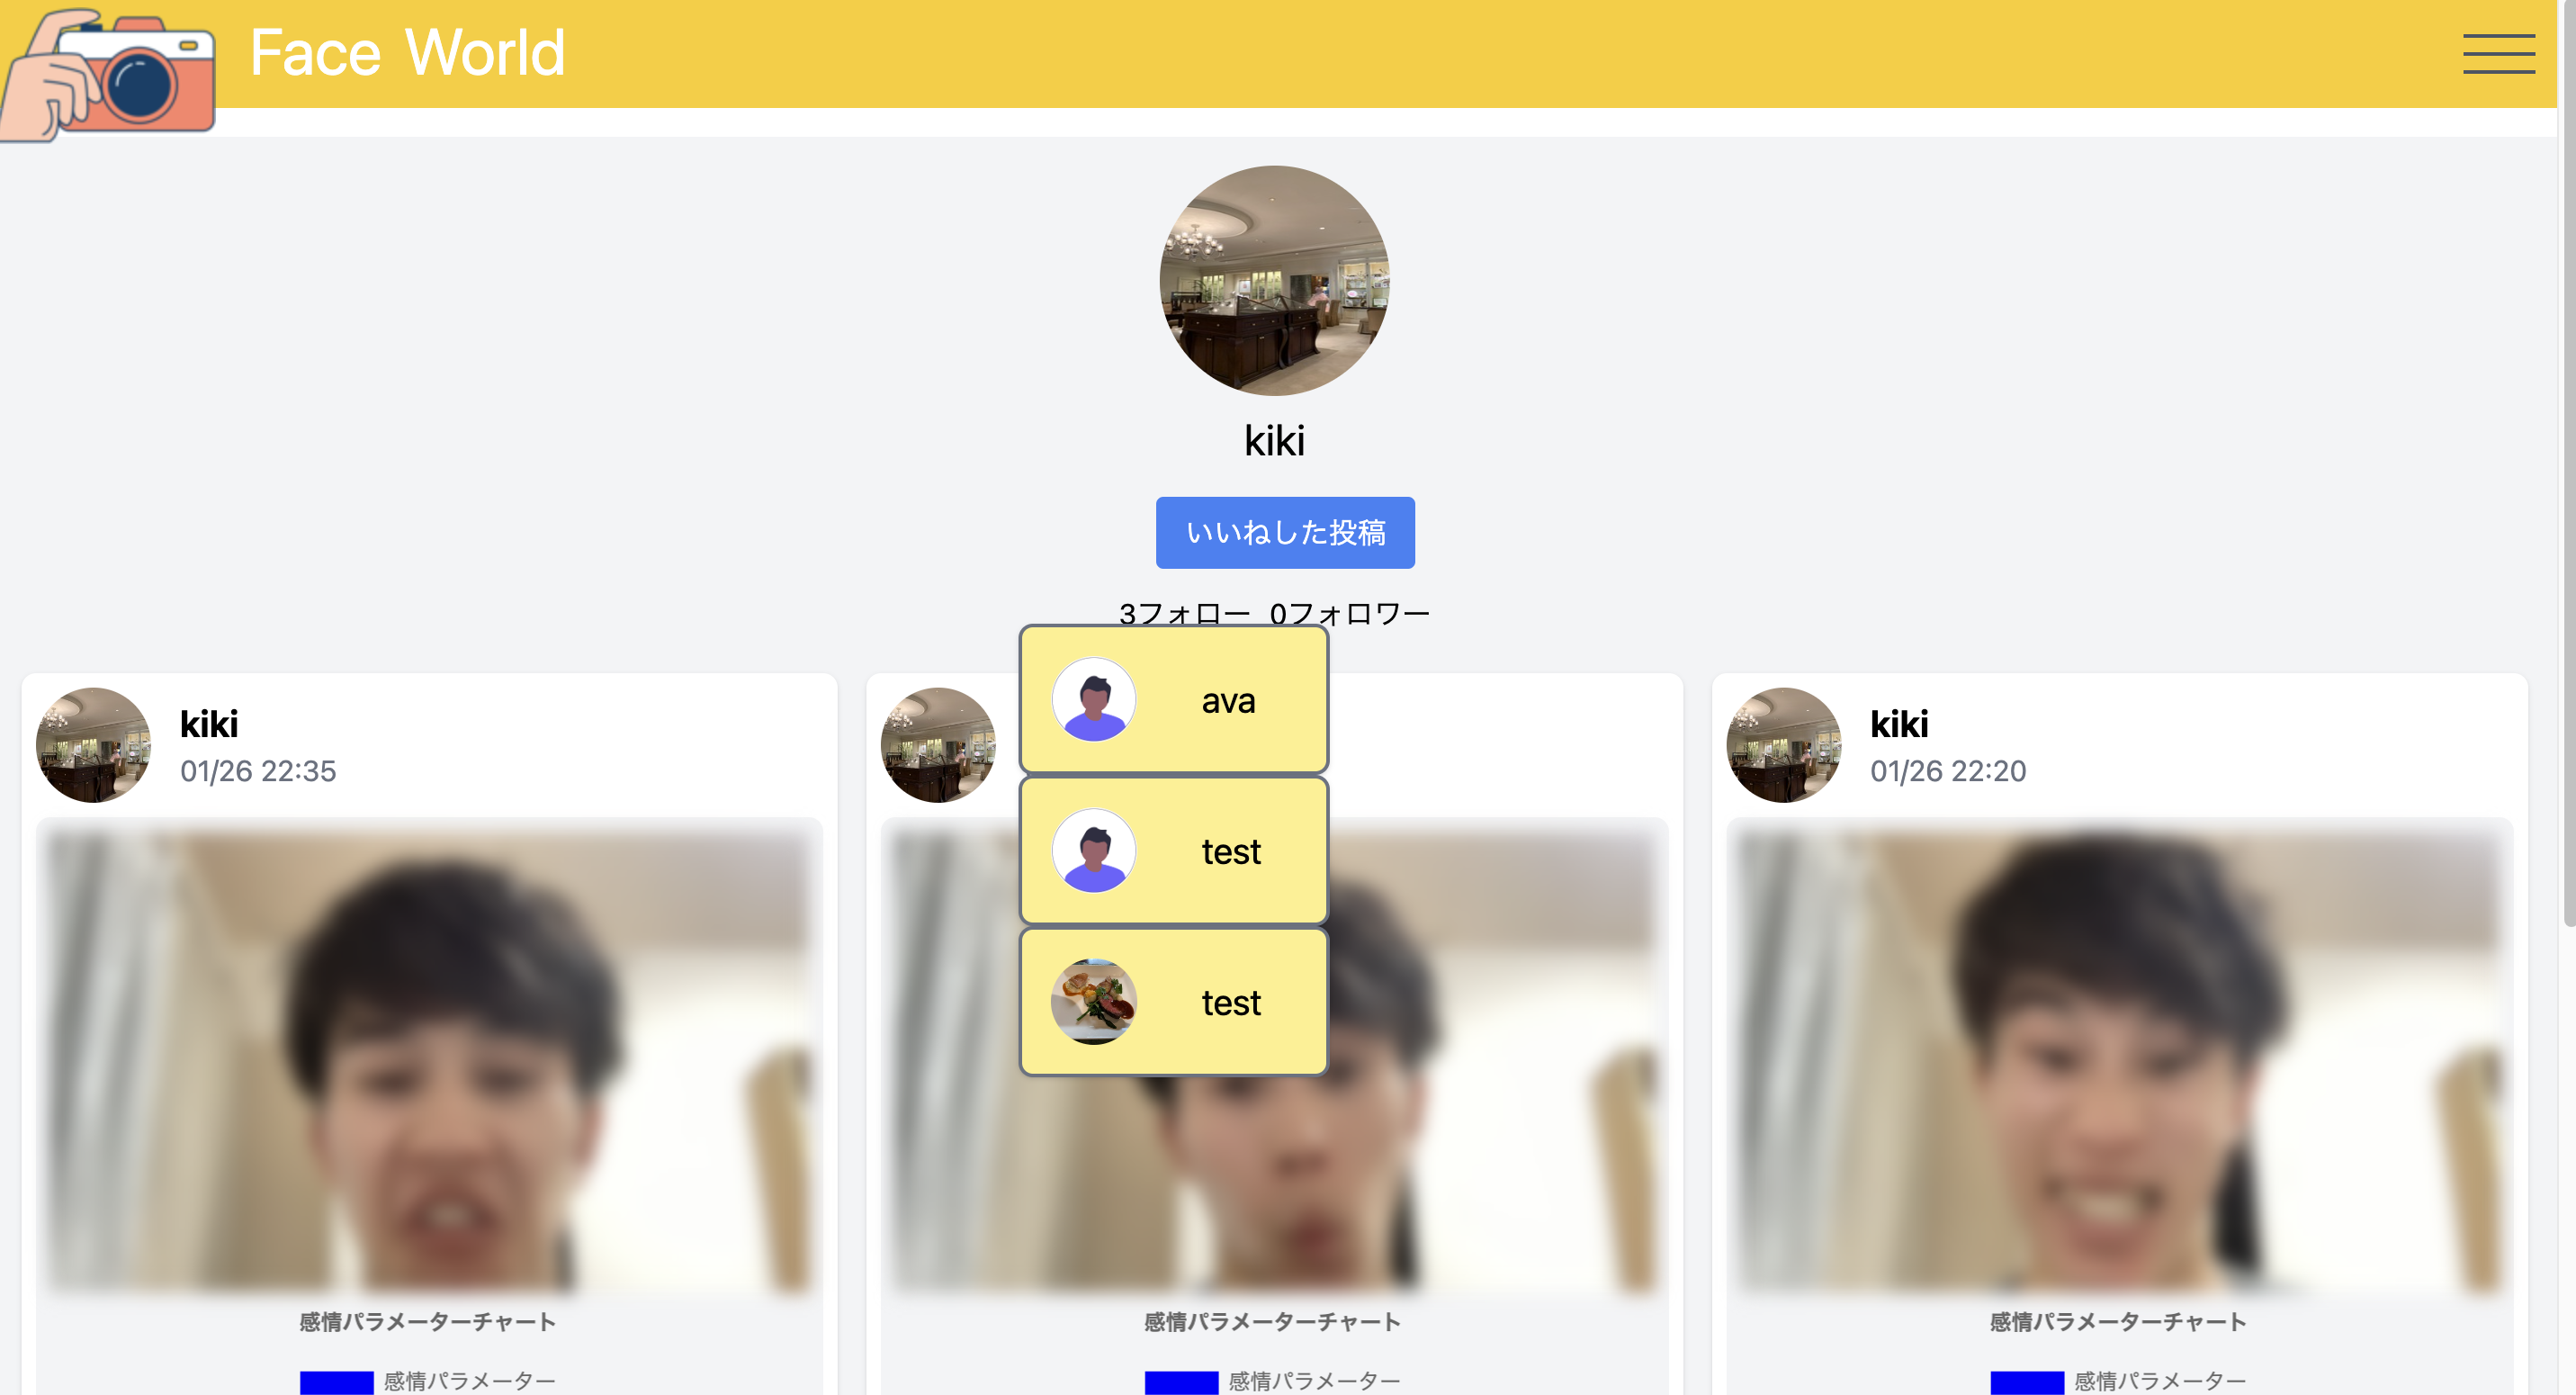 Face World
kiki
いいねした投稿
3フォロー 0フォロワー
ava
test
test
kiki
01/26 22:35
kiki
01/26 22:20
感情パラメーターチャート
感情パラメーター
感情パラメーターチャート
感情パラメーター
感情パラメーターチャート
感情パラメーター